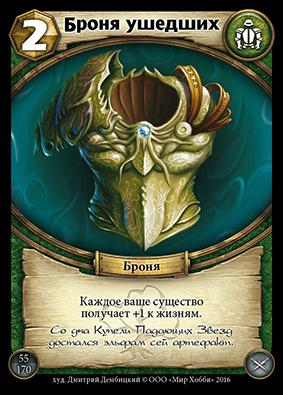 2
Броня ушедших
Броня
Каждое ваше существо
получает +1 к жизням.
Со дна Купели Падающих Звезд
достался эльфам сей артефакт.
55
170
худ. Дмитрий Дембицкий © ООО «Мир Хобби» 2016